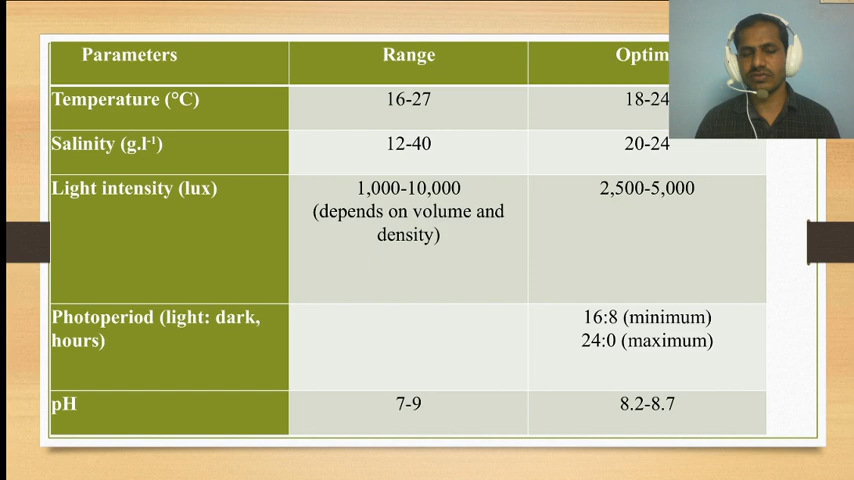 Parameters Range Optim
Temperature (°C) 16-27 18-24
Salinity (g.l-1) 12-40 20-24
Light intensity (lux) 1,000-10,000 2,500-5,000
(depends on volume and
density)
Photoperiod (light: dark, 16:8 (minimum)
hours) 24:0 (maximum)
pH 7-9 8.2-8.7